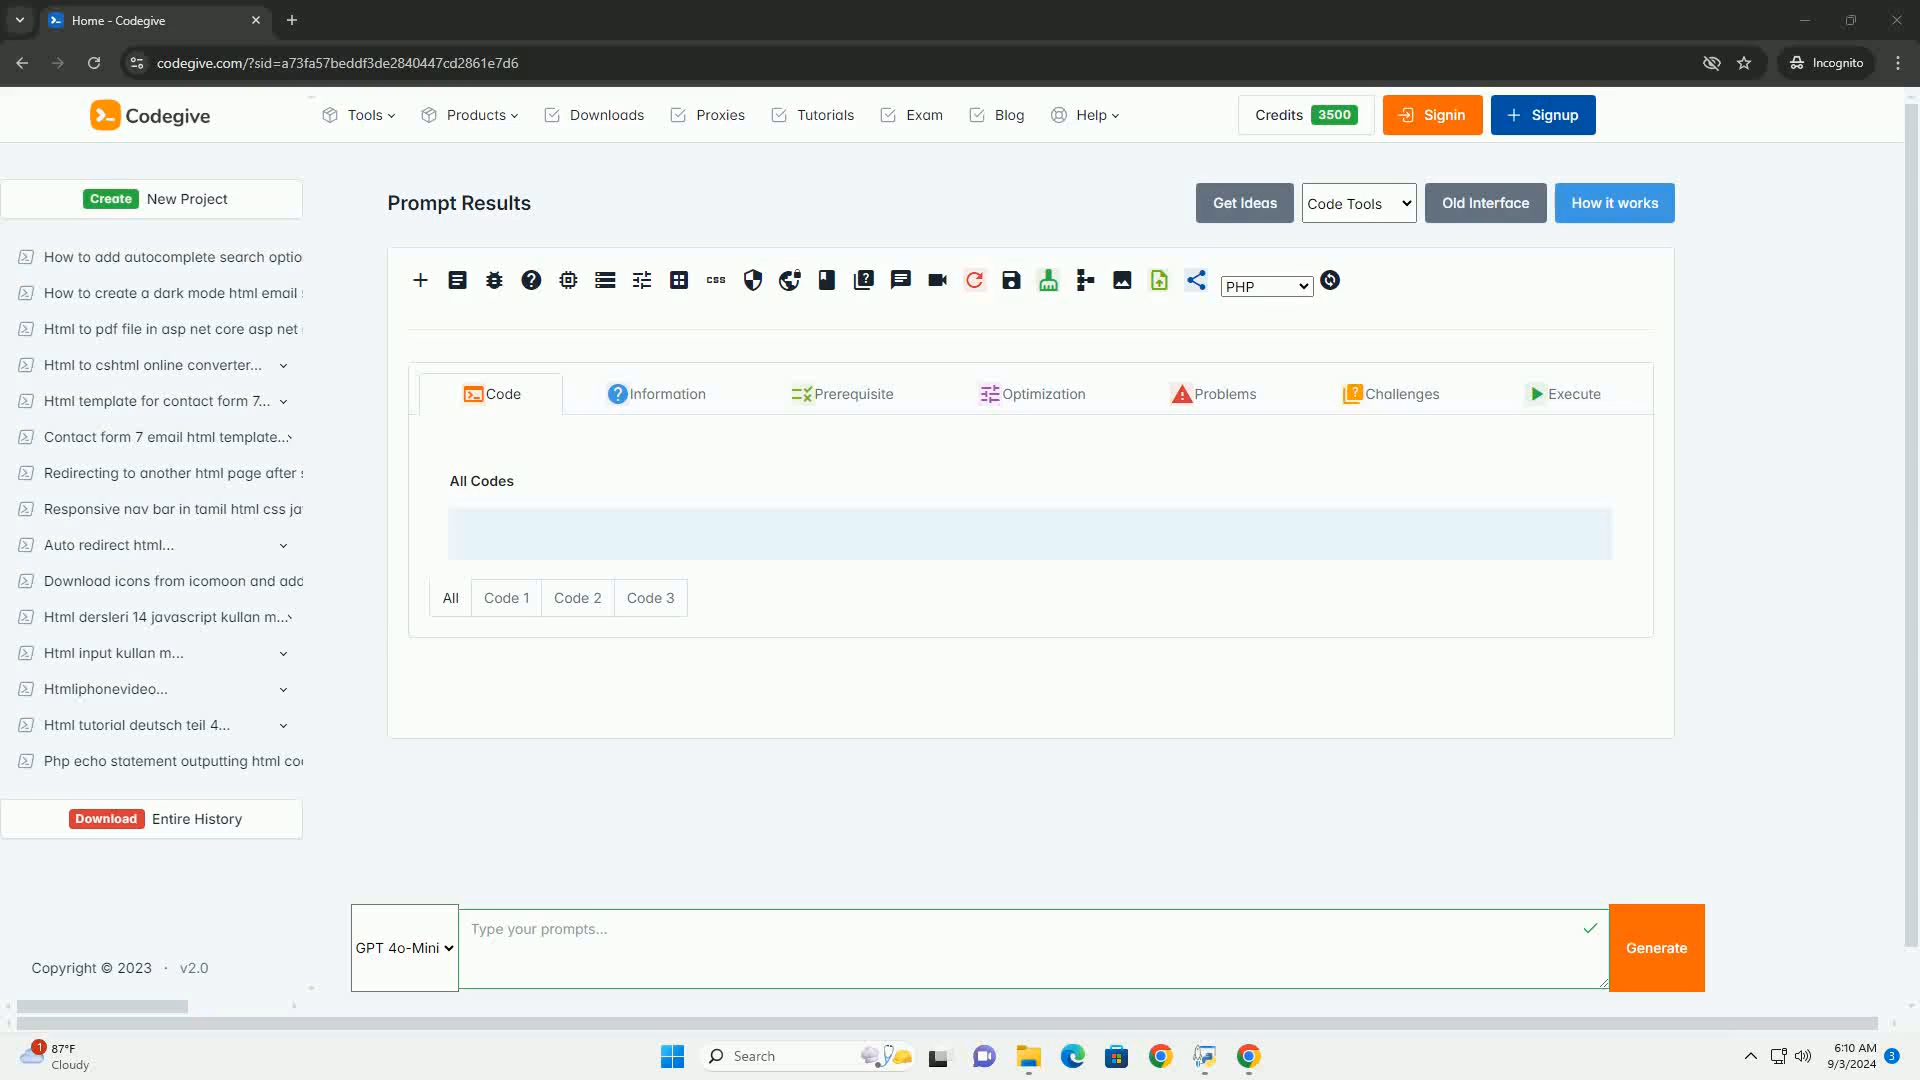 Home - Codegive
codegive.com/?sid=a73fa57beddf3de2840447cd2861e7d6
Incognito
Codegive
Tools
Products
Downloads
Proxies
Tutorials
Exam
Blog
Help
Credits 3500
Signin
Signup
Create New Project
How to add autocomplete search optio
How to create a dark mode html email
Html to pdf file in asp net core asp net
Html to cshtml online converter...
Html template for contact form 7...
Contact form 7 email html template...
Redirecting to another html page after s
Responsive nav bar in tamil html css ja
Auto redirect html...
Download icons from icomoon and add
Html dersleri 14 javascript kullan m...
Html input kullan m...
Htmliphonevideo...
Html tutorial deutsch teil 4...
Php echo statement outputting html co
Download Entire History
Copyright © 2023 · v2.0
Prompt Results
Get Ideas
Code Tools
Old Interface
How it works
CSS
PHP
Code
Information
Prerequisite
Optimization
Problems
Challenges
Execute
All Codes
All
Code 1
Code 2
Code 3
GPT 4o-Mini
Type your prompts...
Generate
1
87°F
Cloudy
Search
6:10 AM
9/3/2024
3